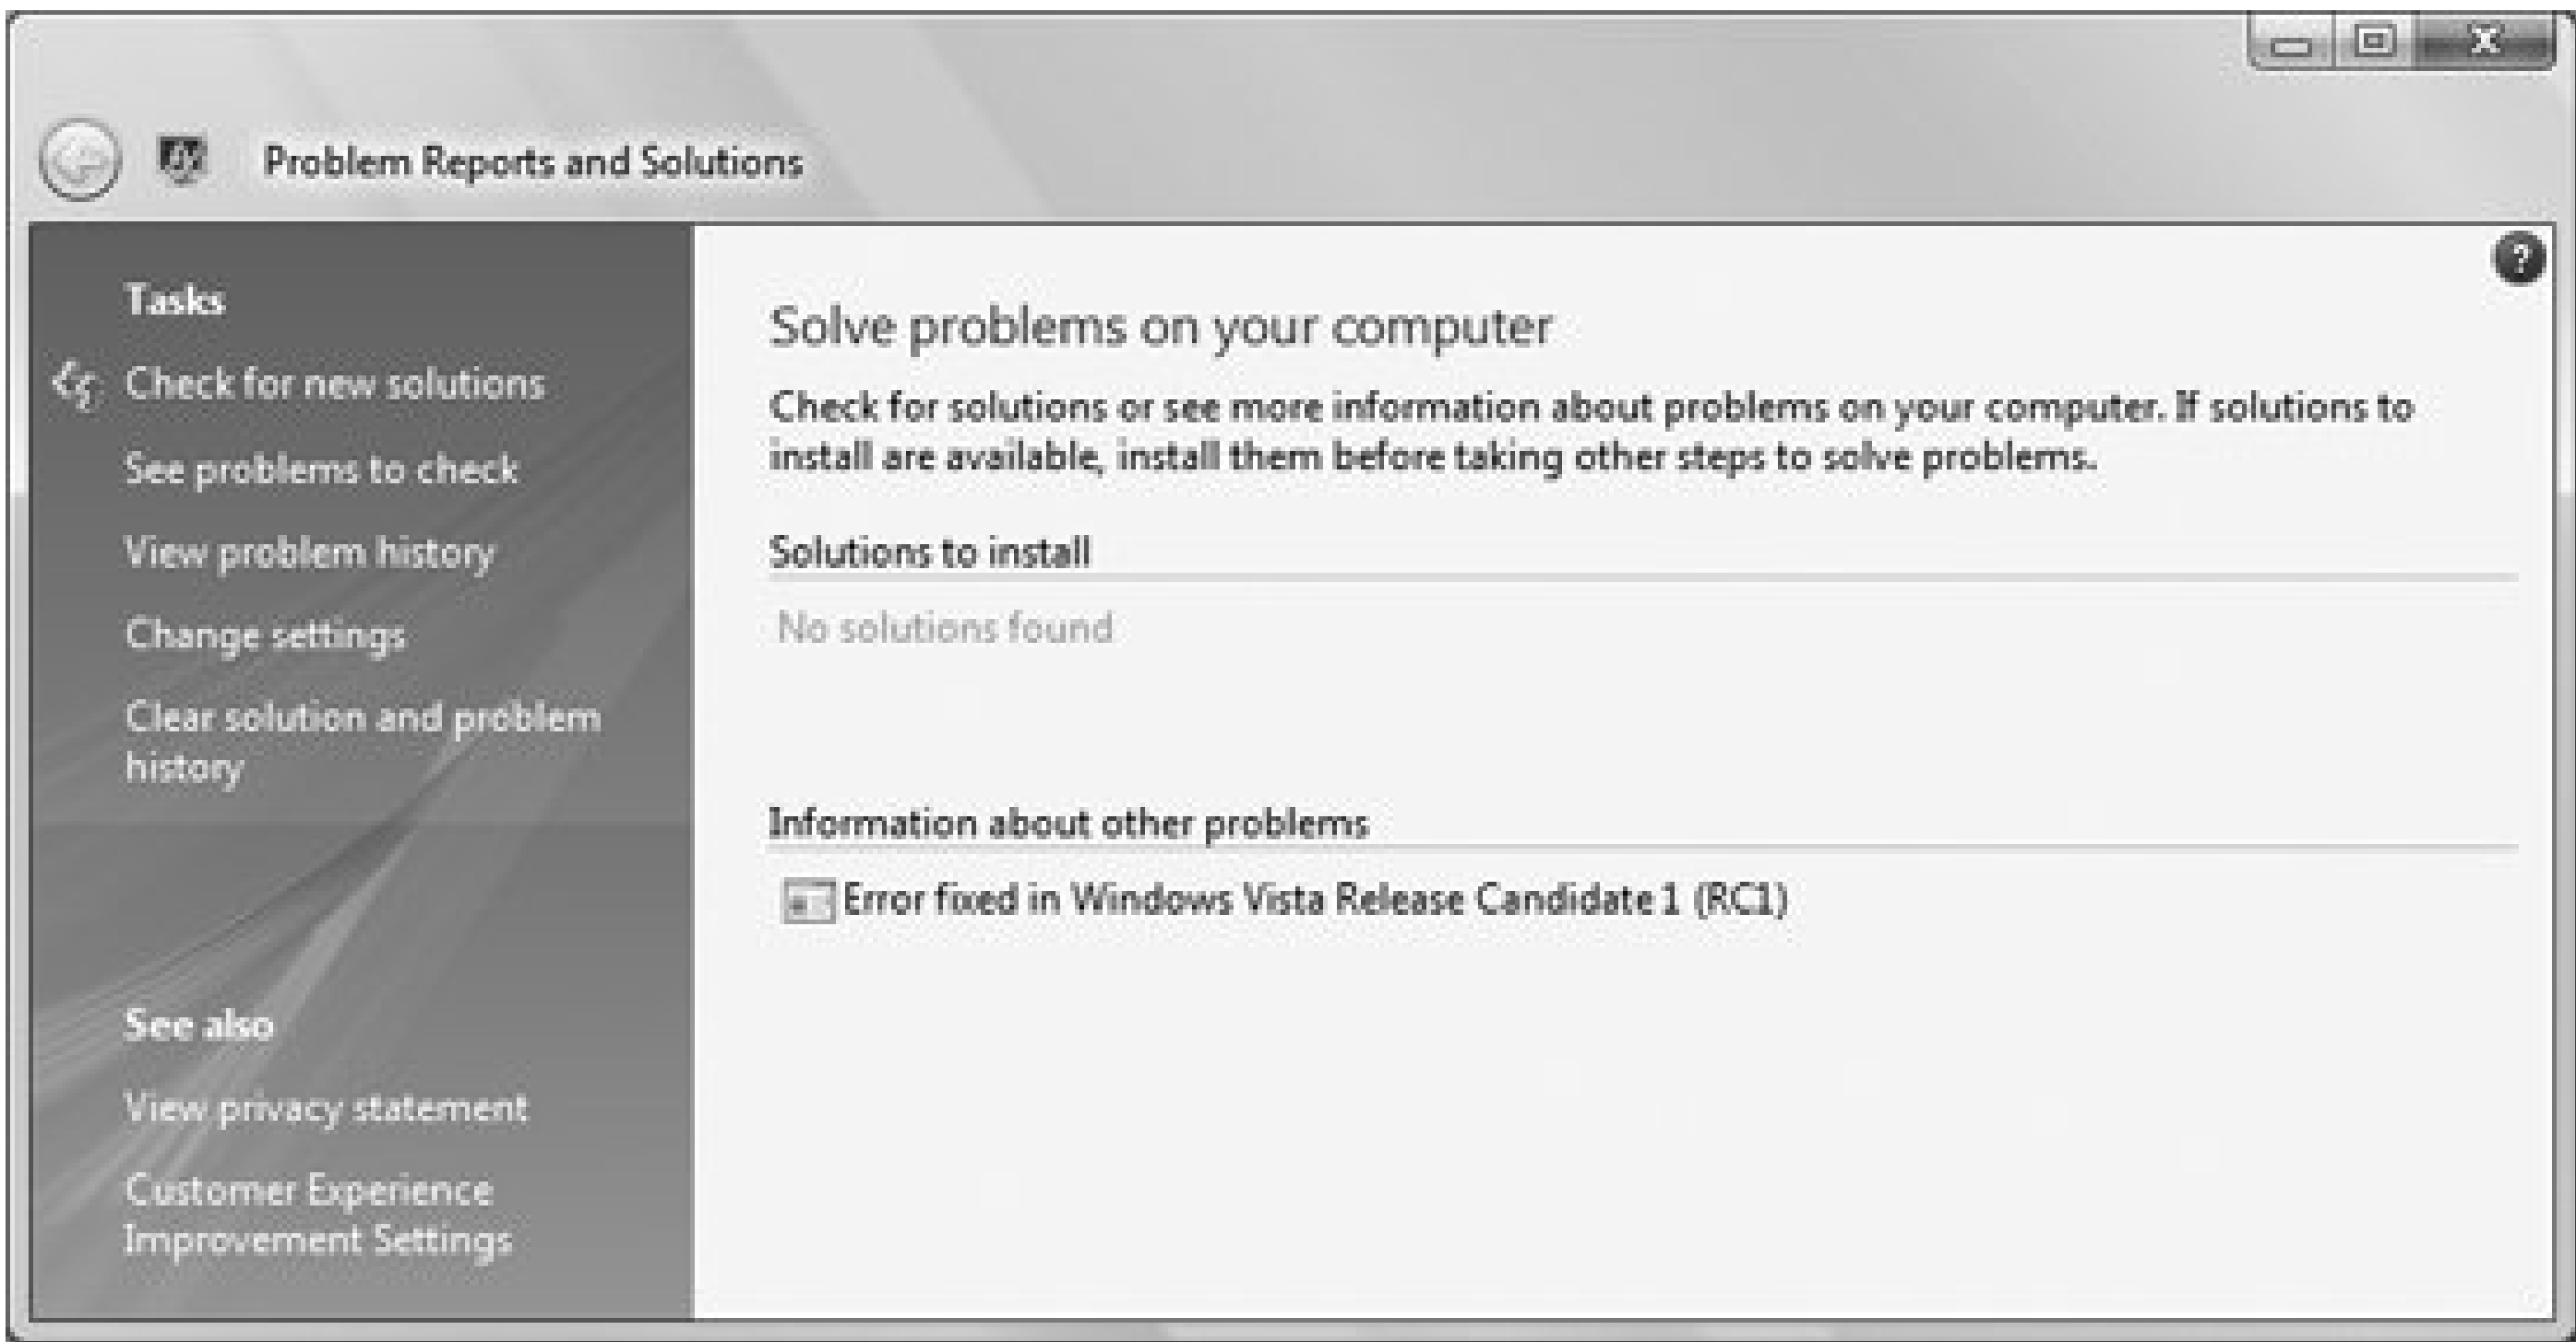 Problem Reports and Solutions
Tasks
Check for new solutions
See problems to check
View problem history
Change settings
Clear solution and problem
history
See also
View privacy statement
Customer Experience
Improvement Settings
?
Solve problems on your computer
Check for solutions or see more information about problems on your computer. If solutions to
install are available, install them before taking other steps to solve problems.
Solutions to install
No solutions found
Information about other problems
Error fixed in Windows Vista Release Candidate 1 (RC1)